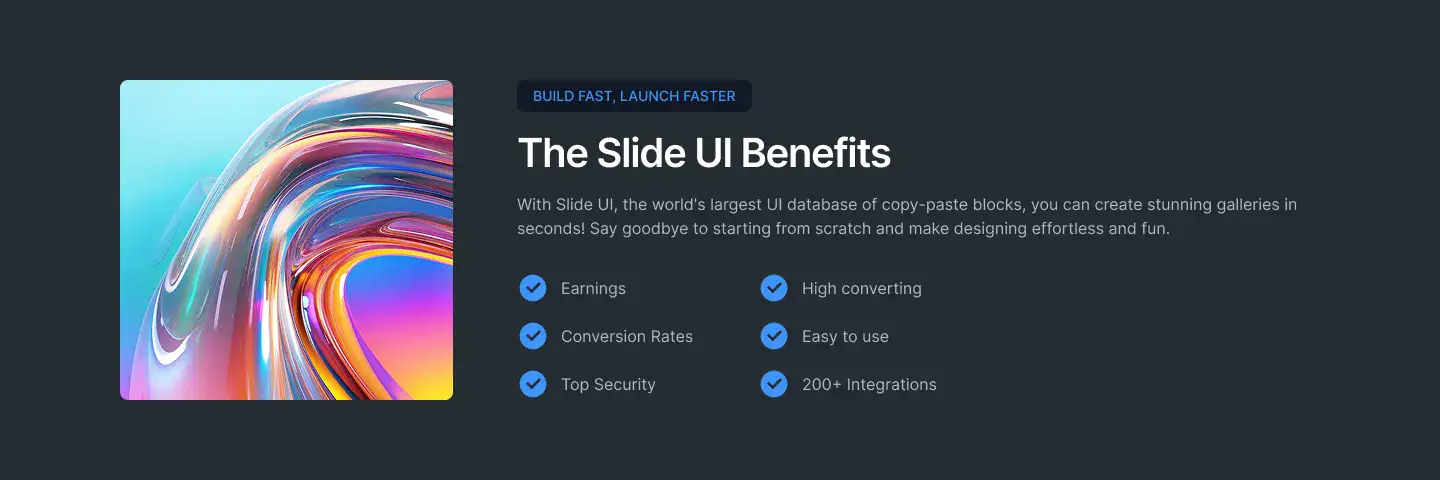 BUILD FAST, LAUNCH FASTER
The Slide UI Benefits
With Slide UI, the world's largest UI database of copy-paste blocks, you can create stunning galleries in
seconds! Say goodbye to starting from scratch and make designing effortless and fun.
Earnings
High converting
Conversion Rates
Easy to use
Top Security
200+ Integrations